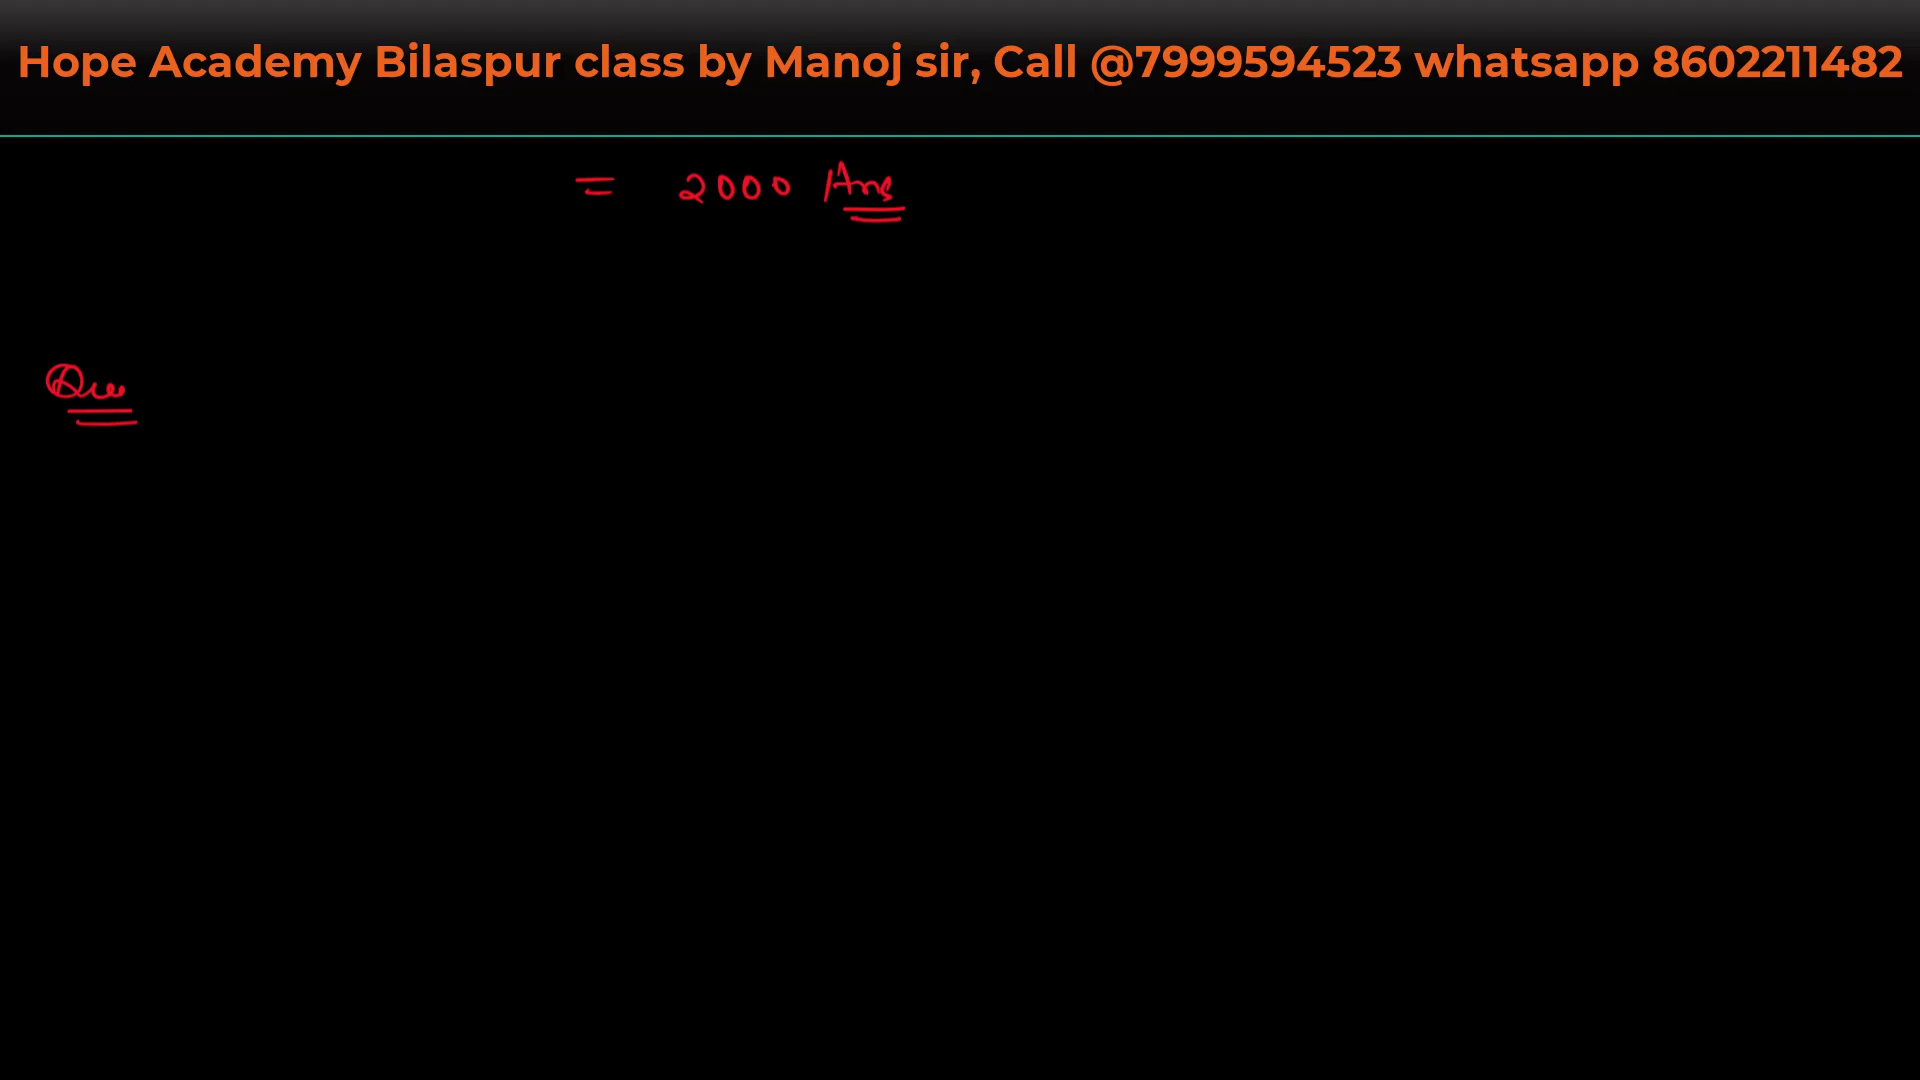 Hope Academy Bilaspur class by Manoj sir, Call @7999594523 whatsapp 8602211482
= 2000 Ans
Que